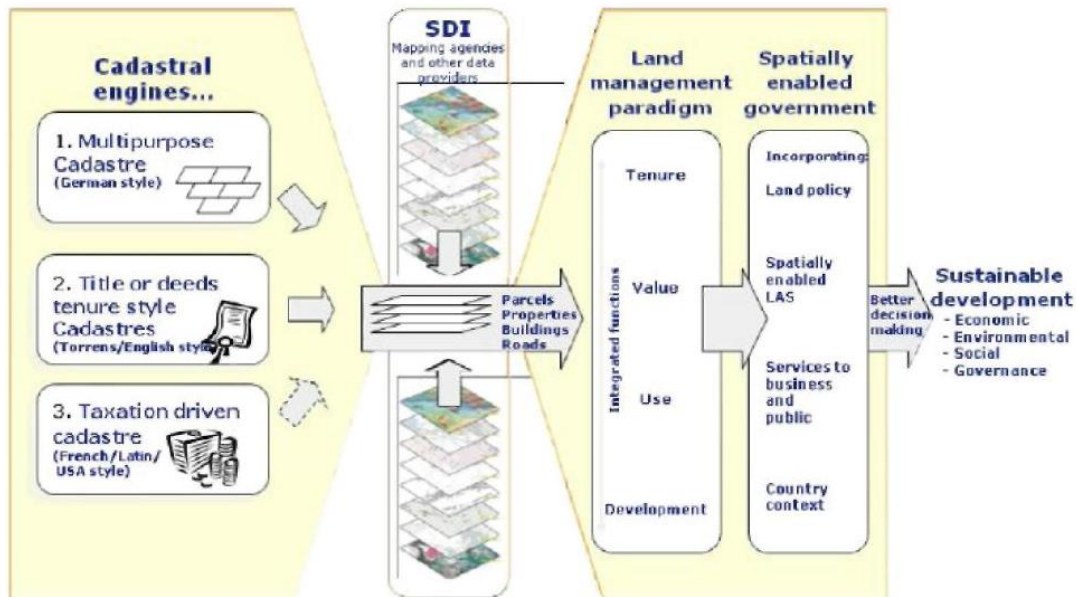 Cadastral
engines...
1. Multipurpose
Cadastre
(German style)
2. Title or deeds
tenure style
Cadastres
(Torrens/English style)
3. Taxation driven
cadastre
(French/Latin/
USA style)
SDI
Mapping agencies
and other data
providers
Parcels
Properties
Buildings
Roads
Land
management
paradigm
Integrated functions
Tenure
Value
Use
Development
Spatially
enabled
government
Incorporating:
Land policy
Spatially
enabled
LAS
Services to
business
and
public
Country
context
Better
decision
making
Sustainable
development
- Economic
- Environmental
- Social
- Governance